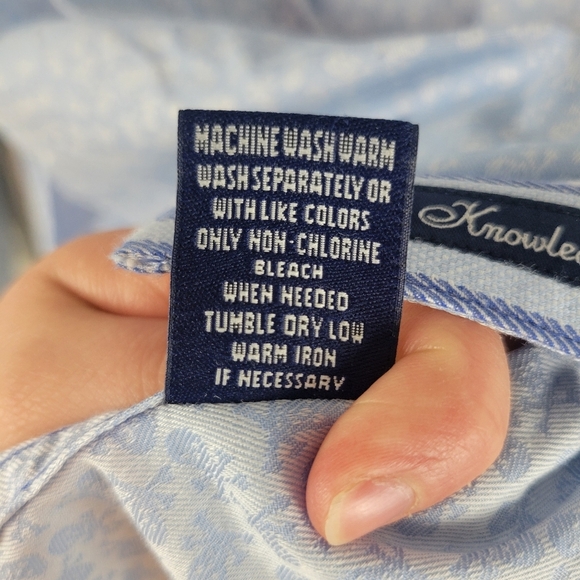 MACHINE WASH WARM
WASH SEPARATELY OR
WITH LIKE COLORS
ONLY NON-CHLORINE
BLEACH
WHEN NEEDED
TUMBLE DRY LOW
WARM IRON
IF NECESSARY